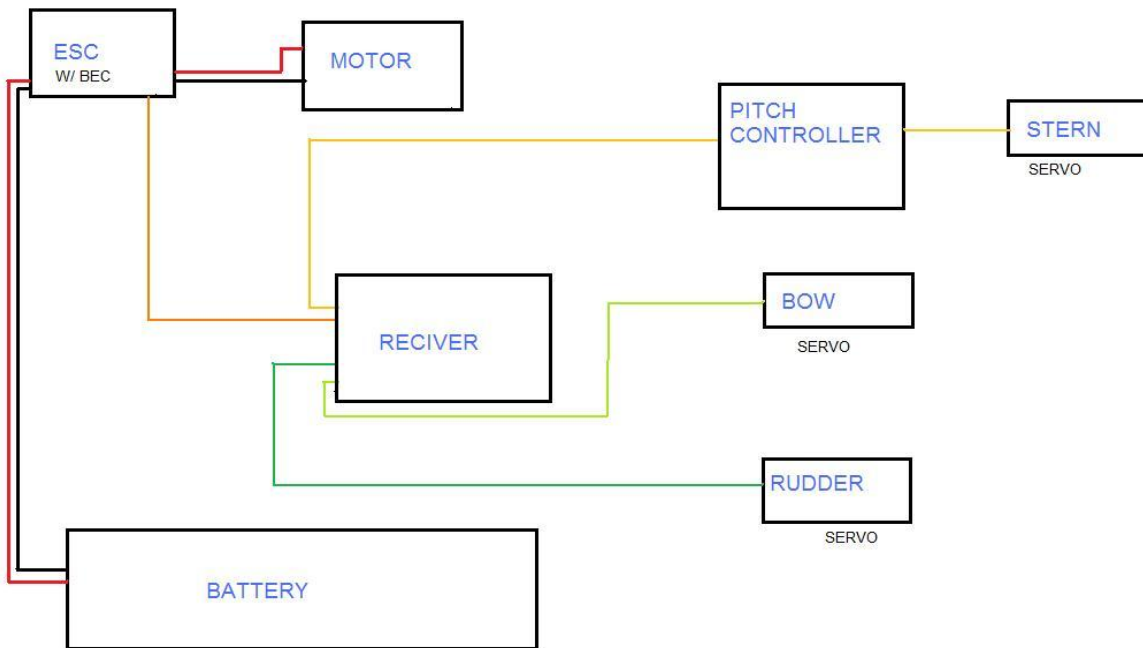 ESC
W/ BEC
MOTOR
PITCH
CONTROLLER
STERN
SERVO
BOW
SERVO
RECIVER
RUDDER
SERVO
BATTERY